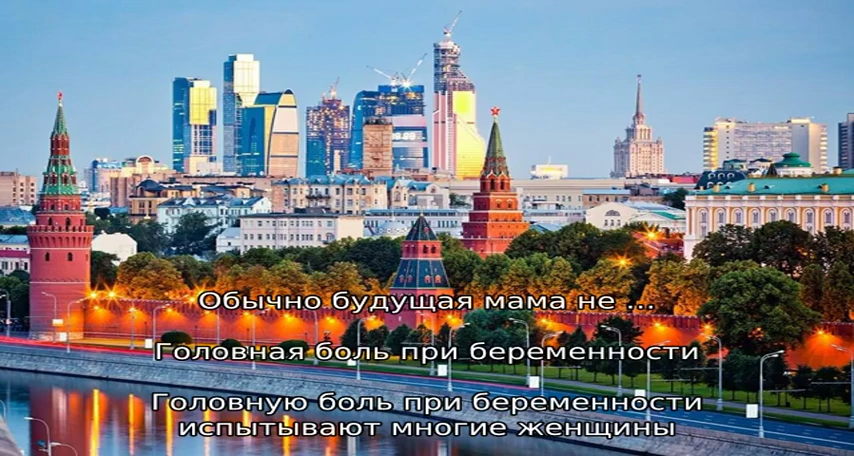 Обычно будущая мама не ...
Головная боль при беременности
Головную боль при беременности
испытывают многие женщины